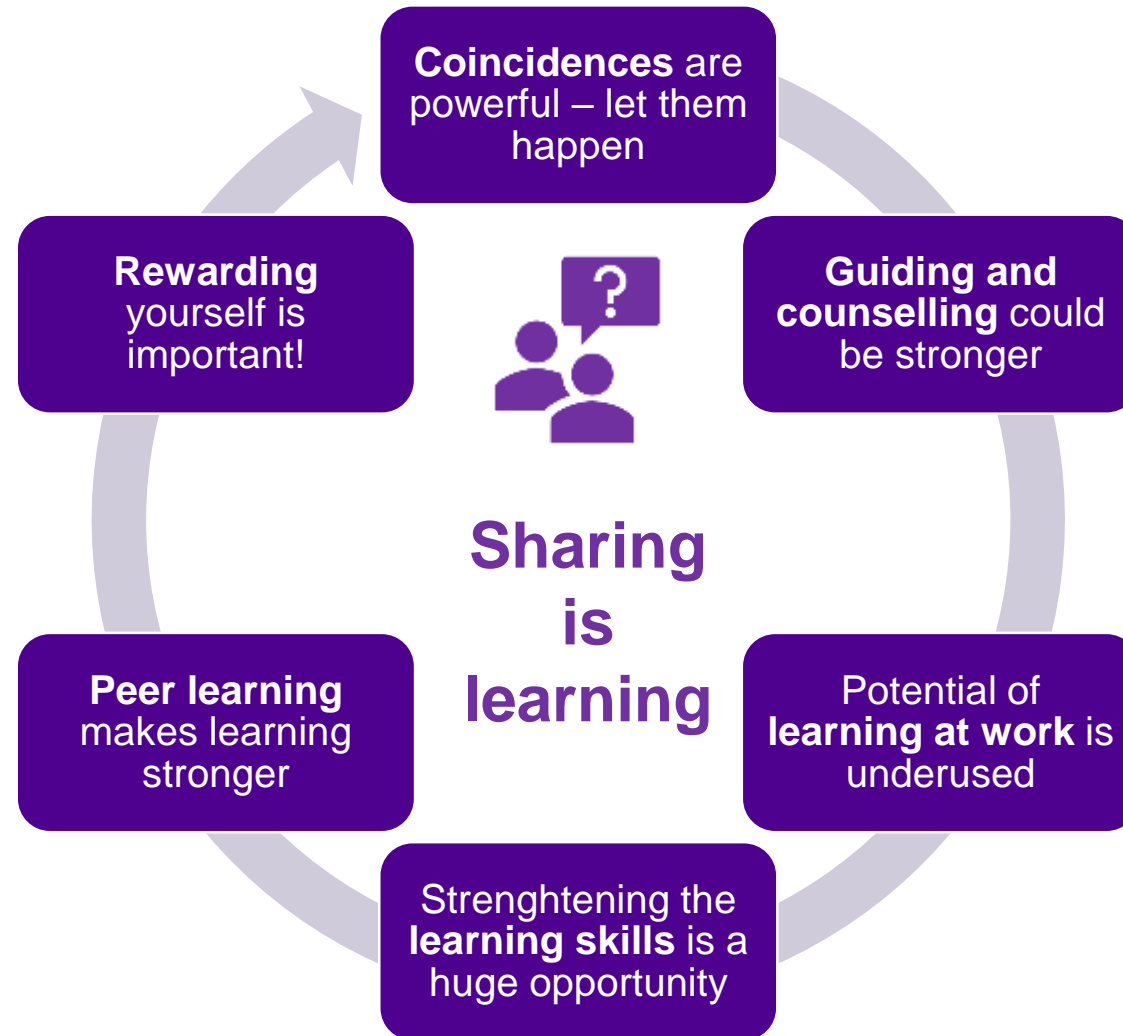 Coincidences are
powerful – let them
happen
Guiding and
counselling could
be stronger
Potential of
learning at work is
underused
Strenghtening the
learning skills is a
huge opportunity
Peer learning
makes learning
stronger
Rewarding
yourself is
important!
?
Sharing
is
learning